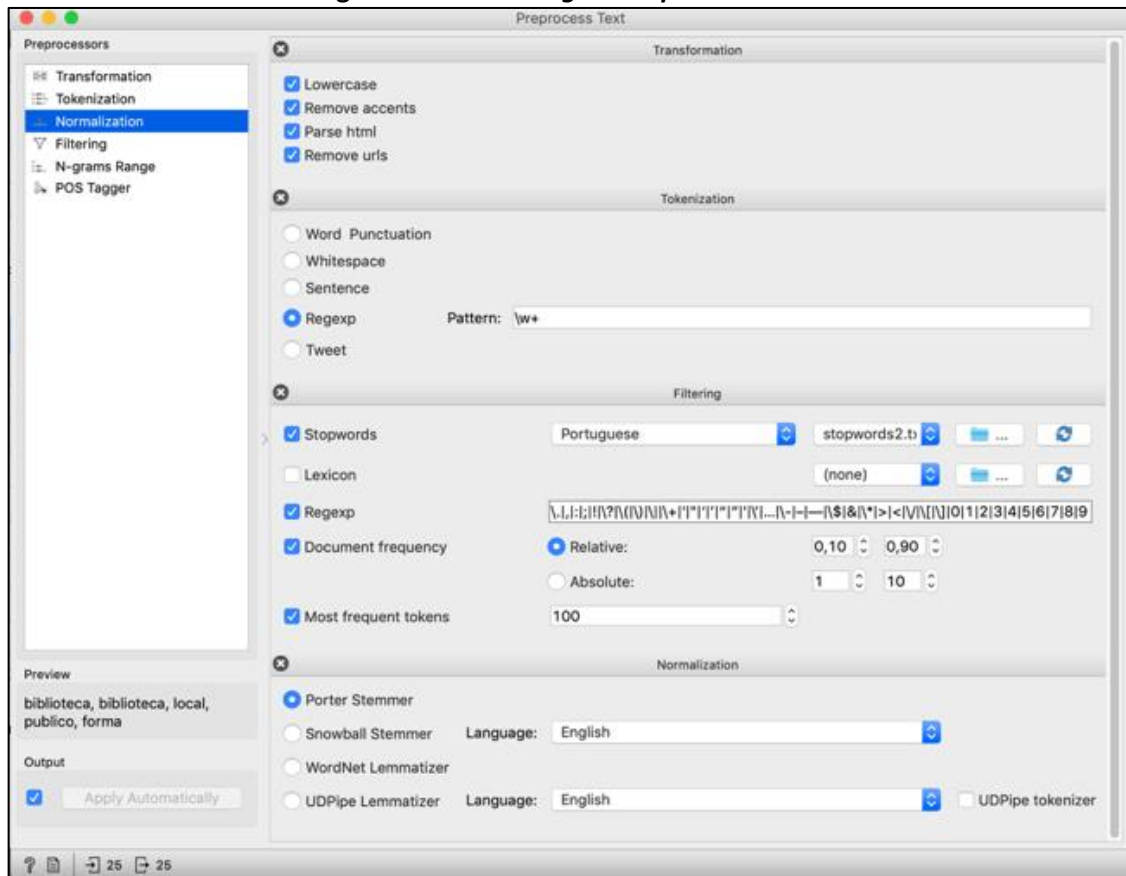 Preprocess Text
Preprocessors
Transformation
Tokenization
Normalization
Filtering
N-grams Range
POS Tagger
Transformation
Lowercase
Remove accents
Parse html
Remove urls
Tokenization
Word Punctuation
Whitespace
Sentence
Regexp Pattern: \w+
Tweet
Filtering
Stopwords Portuguese stopwords2.t ...
Lexicon (none) ...
Regexp
Document frequency Relative: 0,10 0,90
Absolute: 1 10
Most frequent tokens 100
Normalization
Porter Stemmer
Snowball Stemmer Language: English
WordNet Lemmatizer
UDPipe Lemmatizer Language: English UDPipe tokenizer
Preview
biblioteca, biblioteca, local,
publico, forma
Output
Apply Automatically
? 25 25